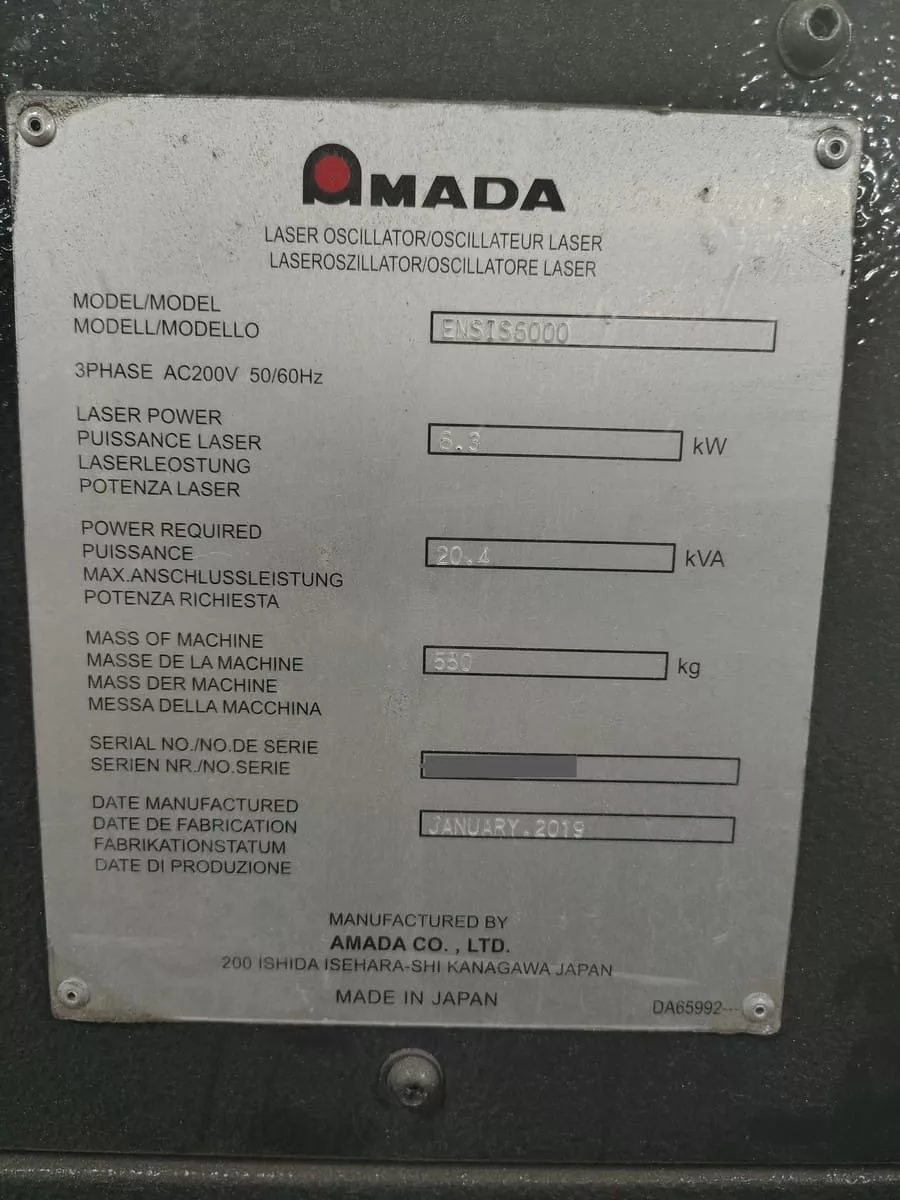 AMADA
LASER OSCILLATOR/OSCILLATEUR LASER
LASEROSZILLATOR/OSCILLATORE LASER
MODEL/MODEL
MODELL/MODELLO
ENSIS6000
3PHASE AC200V 50/60Hz
LASER POWER
PUISSANCE LASER
LASERLEOSTUNG
POTENZA LASER
6.3 kW
POWER REQUIRED
PUISSANCE
MAX.ANSCHLUSSLEISTUNG
POTENZA RICHIESTA
20.4 kVA
MASS OF MACHINE
MASSE DE LA MACHINE
MASS DER MACHINE
MESSA DELLA MACCHINA
550 kg
SERIAL NO./NO.DE SERIE
SERIEN NR./NO.SERIE
DATE MANUFACTURED
DATE DE FABRICATION
FABRIKATIONSTATUM
DATE DI PRODUZIONE
JANUARY.2019
MANUFACTURED BY
AMADA CO. , LTD.
200 ISHIDA ISEHARA-SHI KANAGAWA JAPAN
MADE IN JAPAN
DA65992---